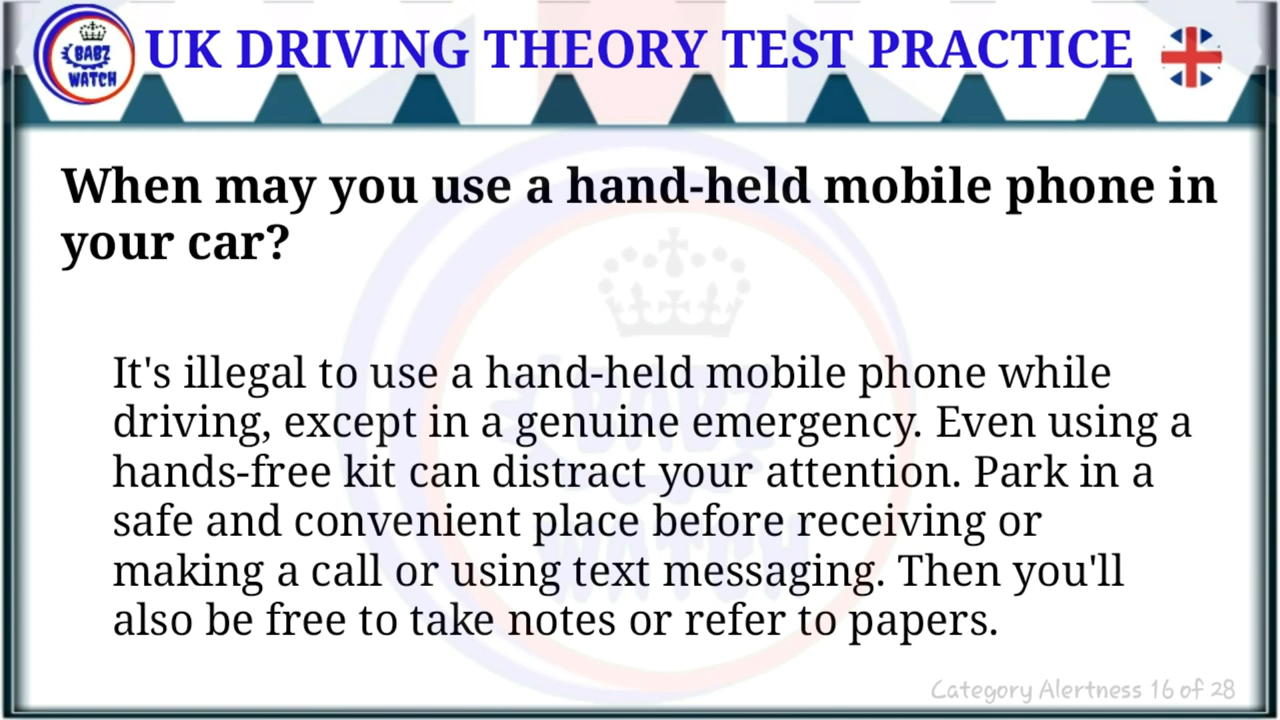 BABZ
WATCH
UK DRIVING THEORY TEST PRACTICE
When may you use a hand-held mobile phone in
your car?
It's illegal to use a hand-held mobile phone while
driving, except in a genuine emergency. Even using a
hands-free kit can distract your attention. Park in a
safe and convenient place before receiving or
making a call or using text messaging. Then you'll
also be free to take notes or refer to papers.
BABZ
WATCH
Category Alertness 16 of 28